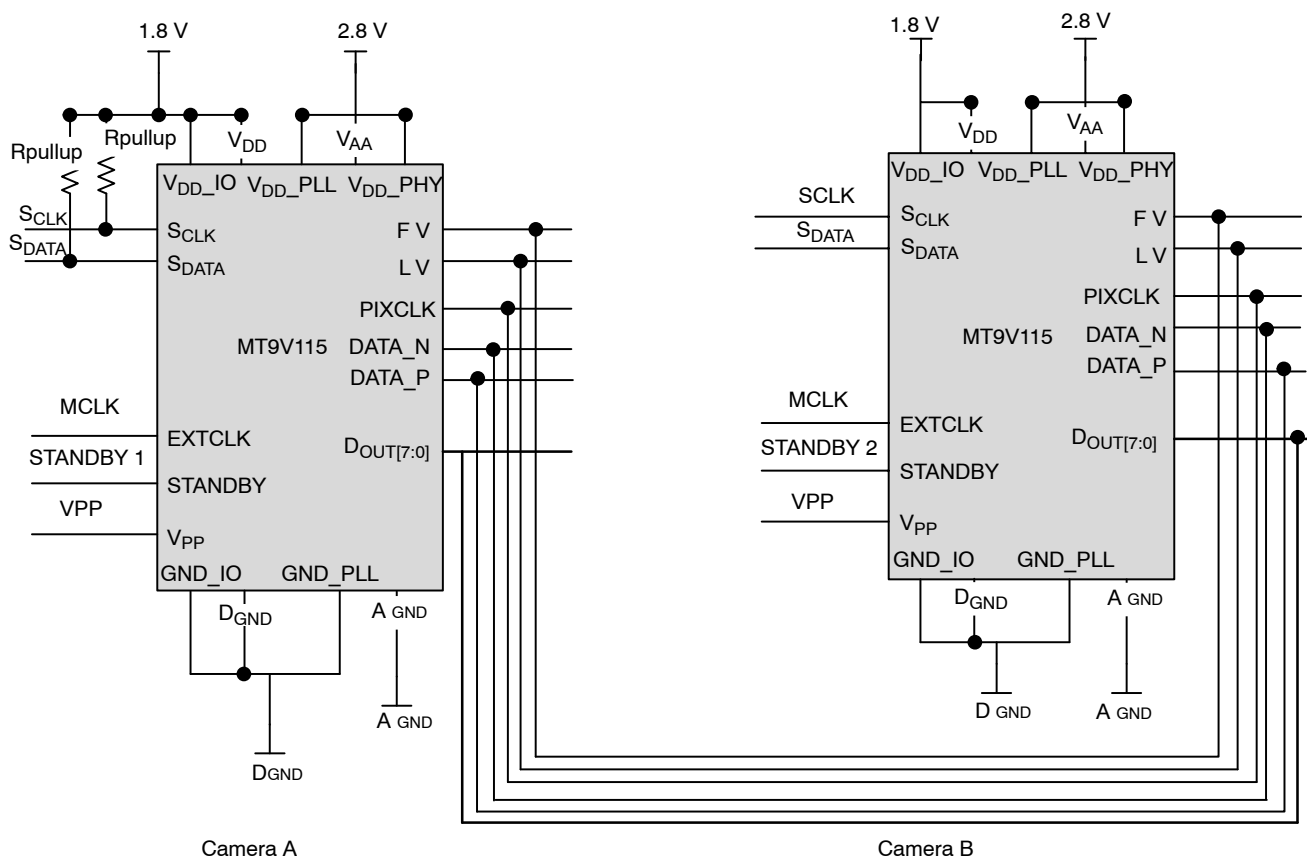 1.8 V
2.8 V
Rpullup
Rpullup
VDD
VAA
VDD_IO
VDD_PLL
VDD_PHY
SCLK
SDATA
SCLK
SDATA
F V
L V
PIXCLK
MT9V115
DATA_N
DATA_P
MCLK
EXTCLK
DOUT[7:0]
STANDBY 1
STANDBY
VPP
VPP
GND_IO
GND_PLL
DGND
A GND
A GND
DGND
Camera A
1.8 V
2.8 V
VDD
VAA
VDD_IO
VDD_PLL
VDD_PHY
SCLK
SDATA
SCLK
SDATA
F V
L V
PIXCLK
MT9V115
DATA_N
DATA_P
MCLK
EXTCLK
DOUT[7:0]
STANDBY 2
STANDBY
VPP
VPP
GND_IO
GND_PLL
DGND
A GND
D GND
A GND
Camera B